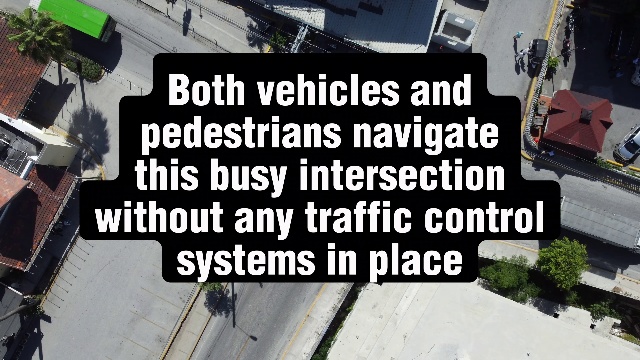 Both vehicles and
pedestrians navigate
this busy intersection
without any traffic control
systems in place